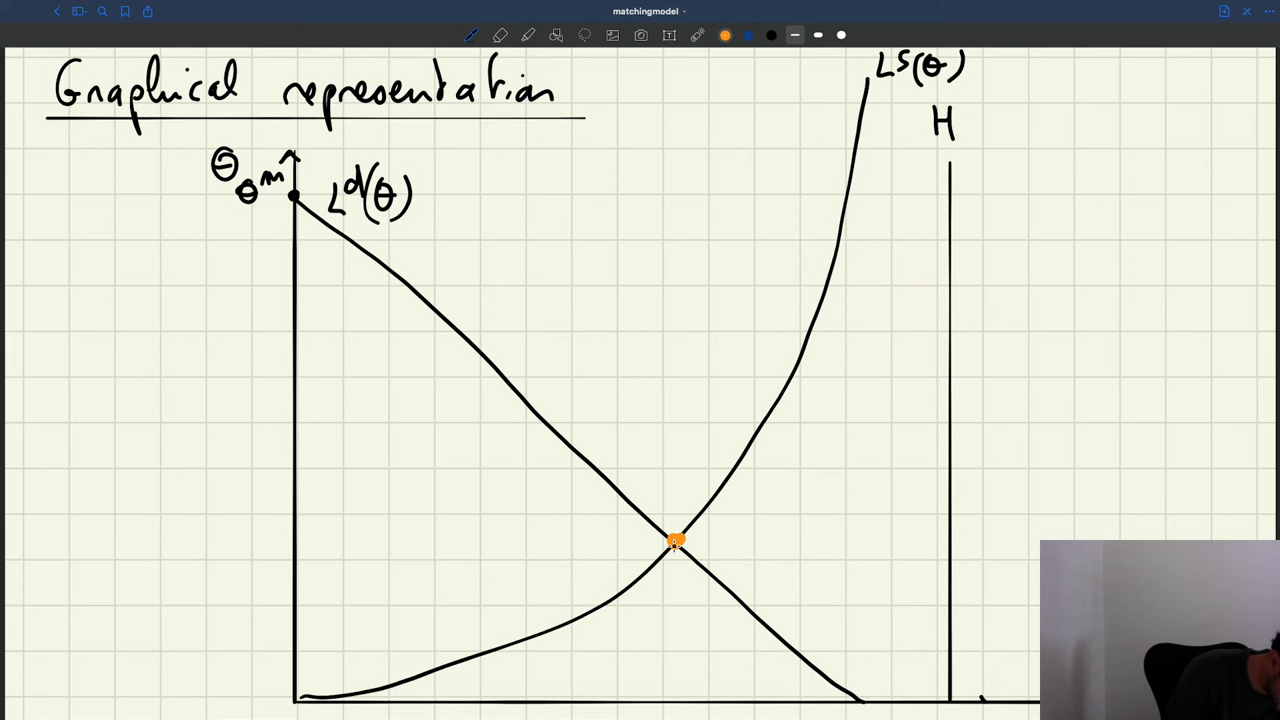 matchingmodel
Graphical representation
L^s(θ)
H
θ
θ^m
L^d(θ)